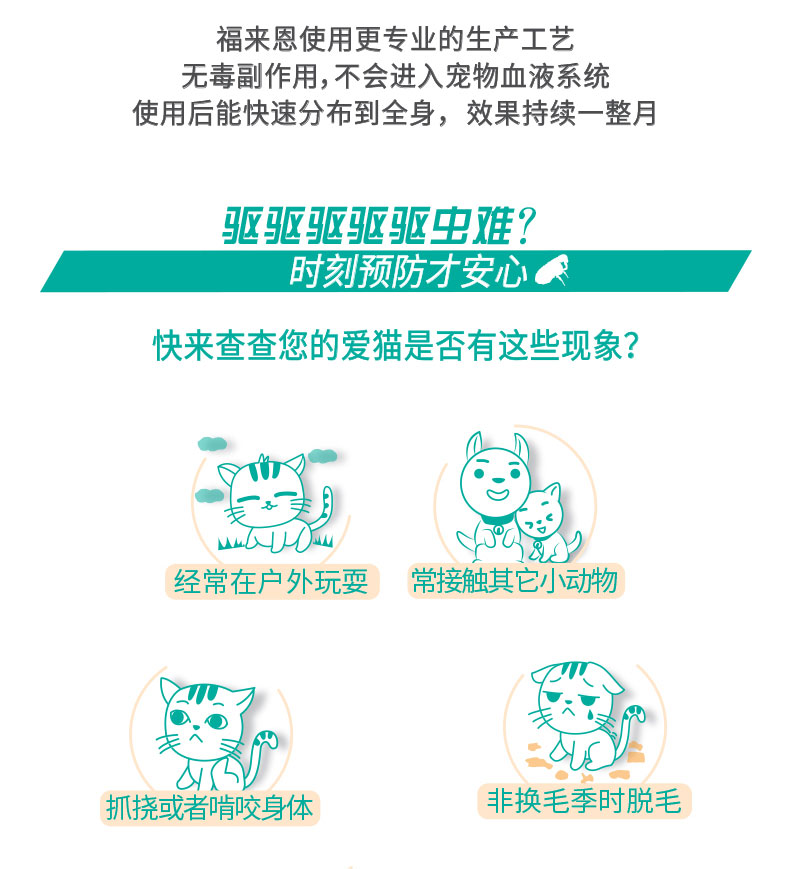 福来恩使用更专业的生产工艺
无毒副作用，不会进入宠物血液系统
使用后能快速分布到全身，效果持续一整月
驱驱驱驱驱虫难？
时刻预防才安心
快来查查您的爱猫是否有这些现象？
经常在户外玩耍
常接触其它小动物
抓挠或者啃咬身体
非换毛季时脱毛